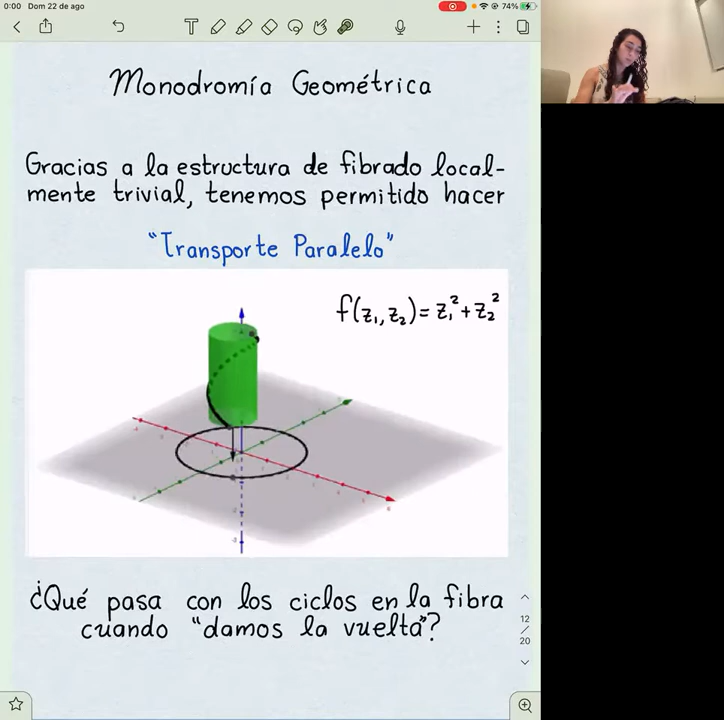 0:00 Dom 22 de ago
74%
Monodromía Geométrica
Gracias a la estructura de fibrado local-
mente trivial, tenemos permitido hacer
"Transporte Paralelo"
f(z₁,z₂)=z₁²+z₂²
¿Qué pasa con los ciclos en la fibra
cuando "damos la vuelta"?
12
/
20